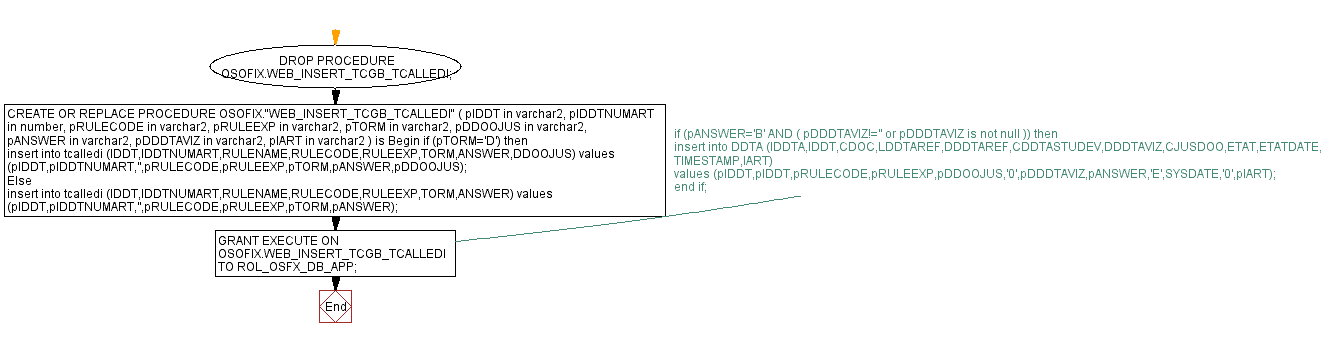 DROP PROCEDURE
OSOFIX.WEB_INSERT_TCGB_TCALLEDI;
CREATE OR REPLACE PROCEDURE OSOFIX."WEB_INSERT_TCGB_TCALLEDI" ( pIDDT in varchar2, pIDDTNUMART
in number, pRULECODE in varchar2, pRULEEXP in varchar2, pTORM in varchar2, pDDOOJUS in varchar2,
pANSWER in varchar2, pDDDTAVIZ in varchar2, pIART in varchar2 ) is Begin if (pTORM='D') then
insert into tcalledi (IDDT,IDDTNUMART,RULENAME,RULECODE,RULEEXP,TORM,ANSWER,DDOOJUS) values
(pIDDT,pIDDTNUMART,'',pRULECODE,pRULEEXP,pTORM,pANSWER,pDDOOJUS);
Else
insert into tcalledi (IDDT,IDDTNUMART,RULENAME,RULECODE,RULEEXP,TORM,ANSWER) values
(pIDDT,pIDDTNUMART,'',pRULECODE,pRULEEXP,pTORM,pANSWER);
if (pANSWER='B' AND ( pDDDTAVIZ!='' or pDDDTAVIZ is not null )) then
insert into DDTA (IDDTA,IDDT,CDOC,LDDTAREF,DDDTAREF,CDDTASTUDEV,DDDTAVIZ,CJUSDOO,ETAT,ETATDATE,
TIMESTAMP,IART)
values (pIDDT,pIDDT,pRULECODE,pRULEEXP,pDDOOJUS,'0',pDDDTAVIZ,pANSWER,'E',SYSDATE,'0',pIART);
end if;
GRANT EXECUTE ON
OSOFIX.WEB_INSERT_TCGB_TCALLEDI
TO ROL_OSFX_DB_APP;
End